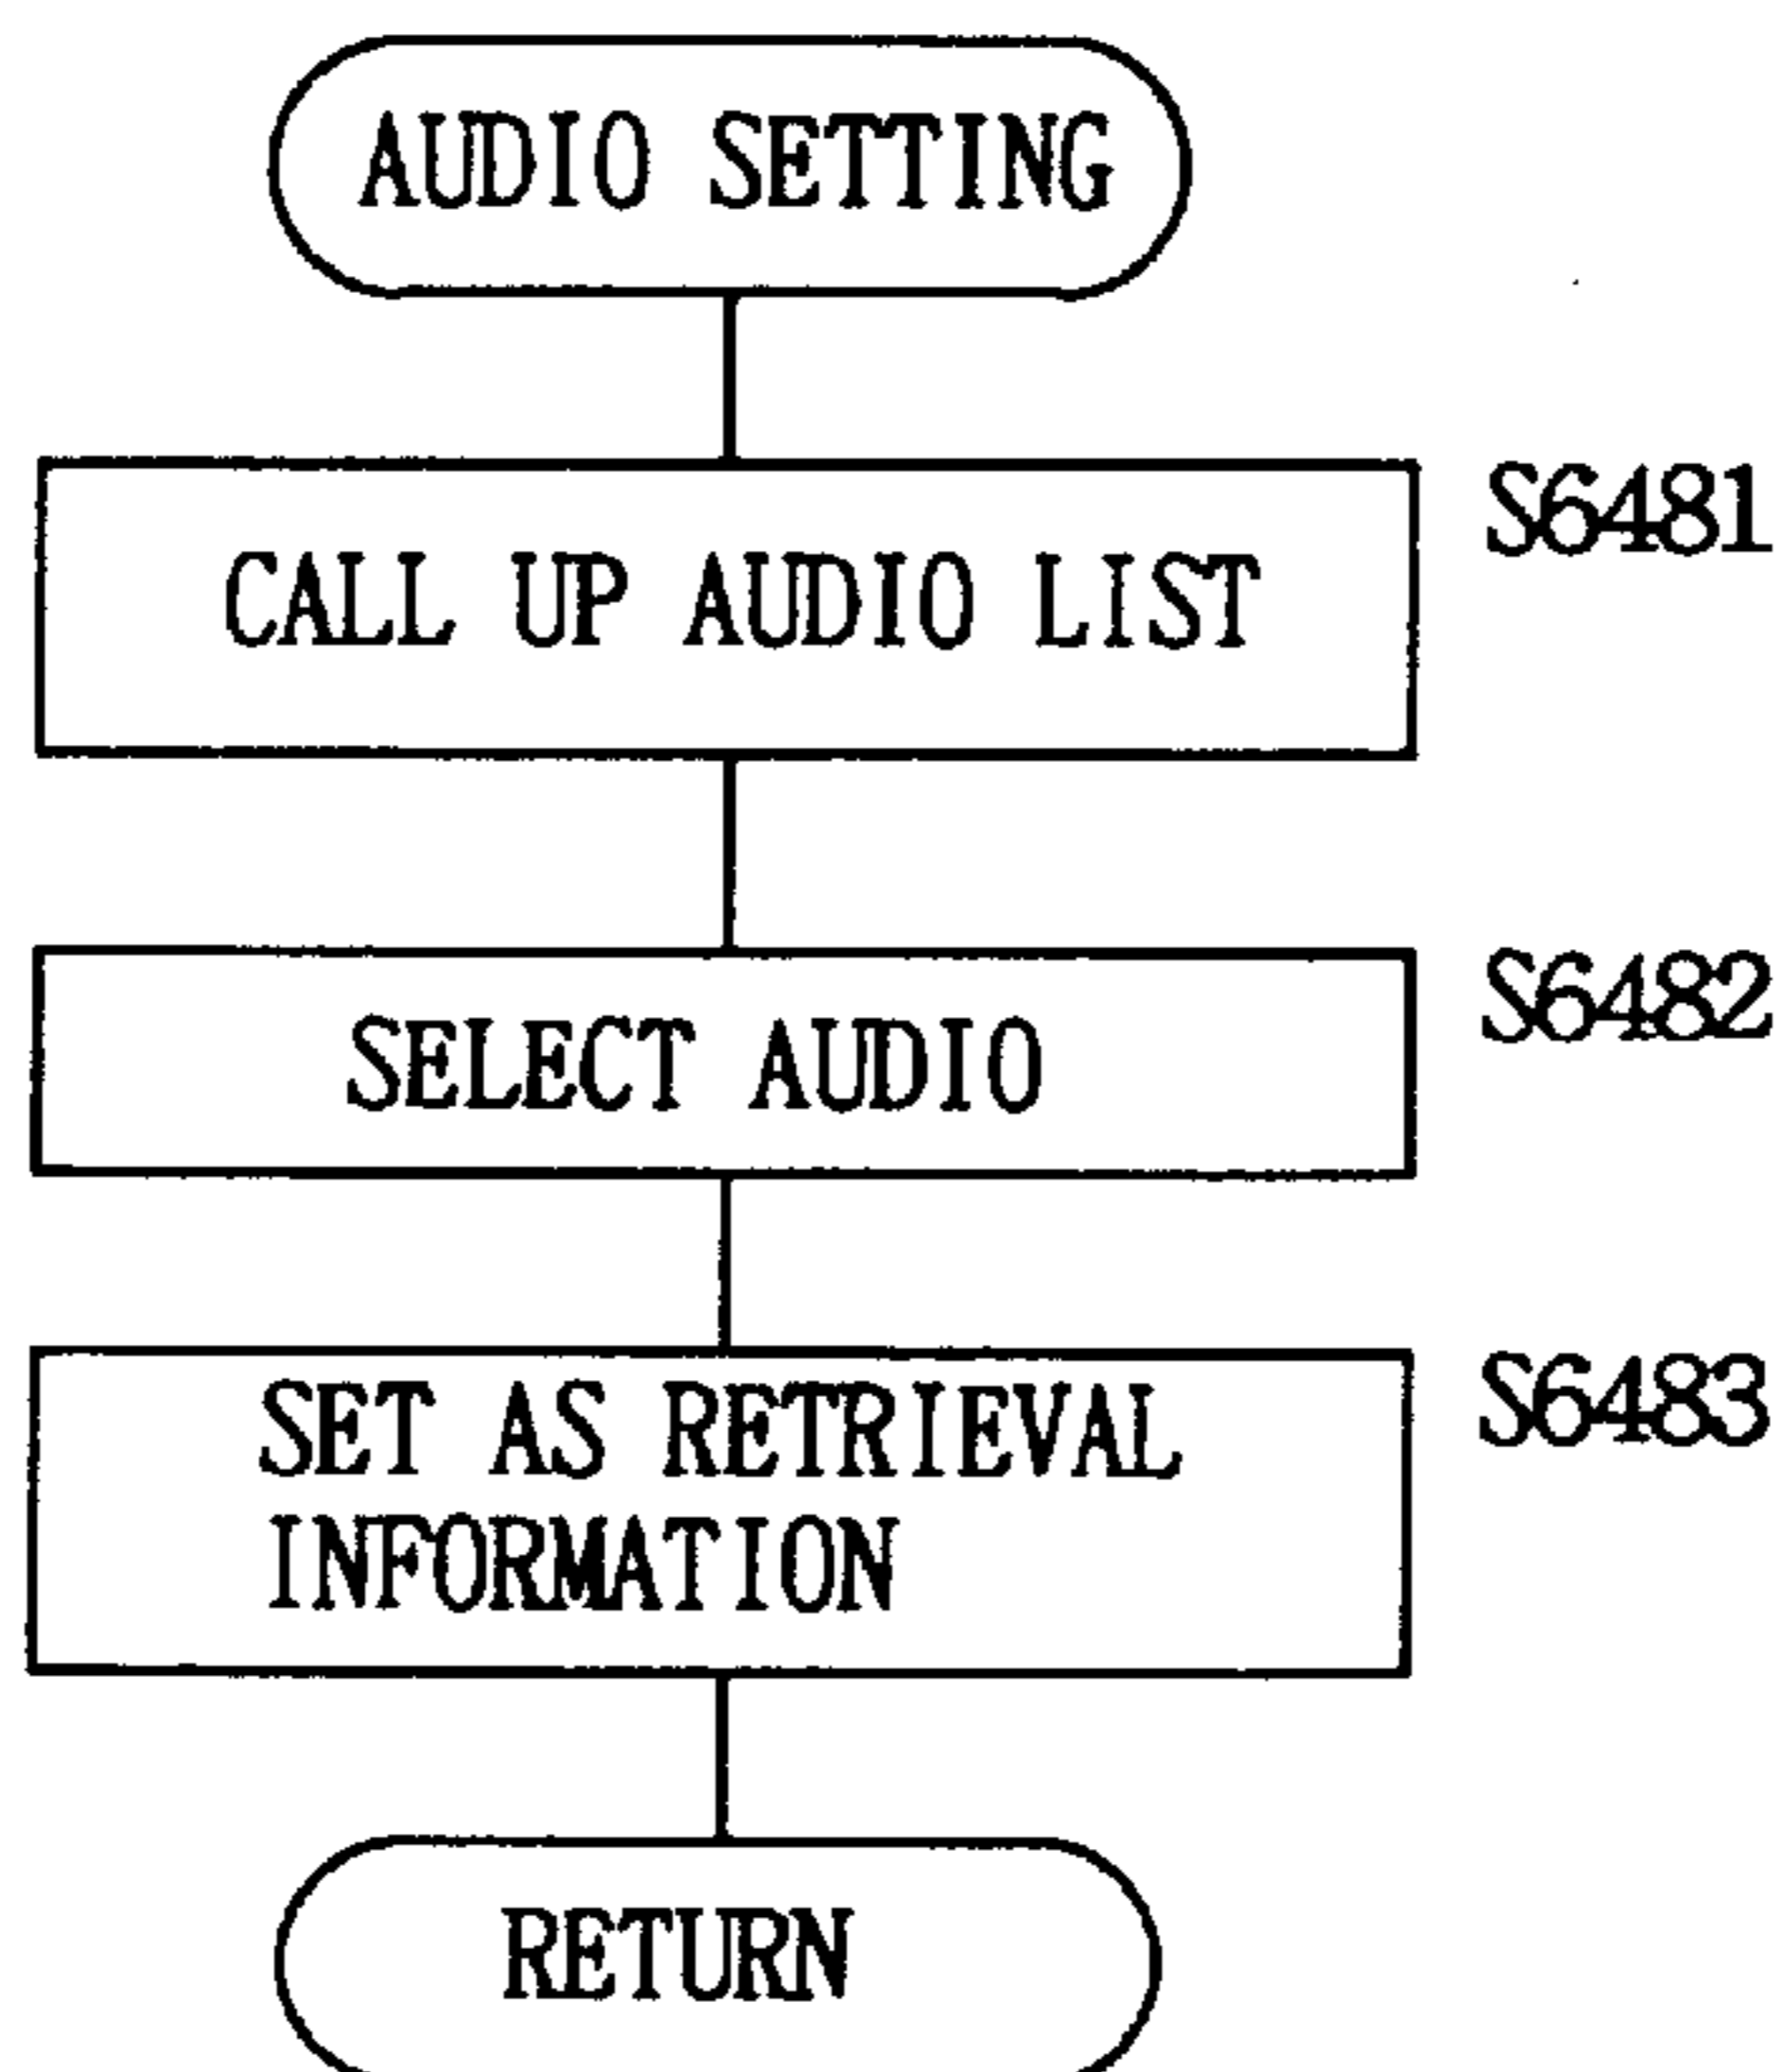 AUDIO SETTING
CALL UP AUDIO LIST
S6481
SELECT AUDIO
S6482
SET AS RETRIEVAL
INFORMATION
S6483
RETURN